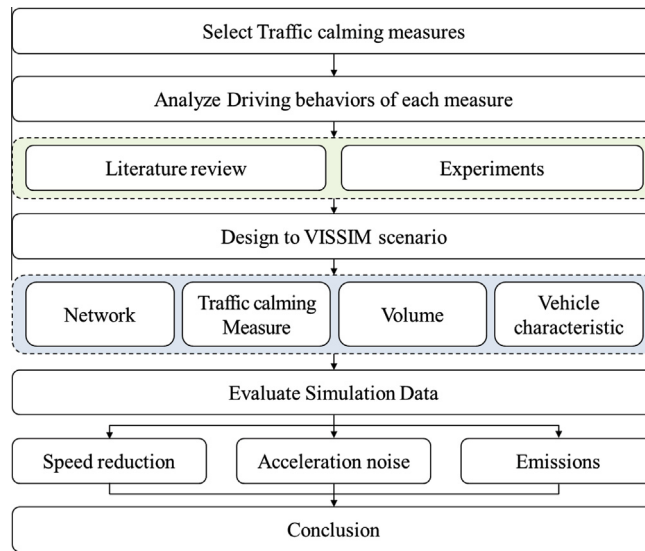 Select Traffic calming measures
Analyze Driving behaviors of each measure
Literature review
Experiments
Design to VISSIM scenario
Network
Traffic calming
Measure
Volume
Vehicle
characteristic
Evaluate Simulation Data
Speed reduction
Acceleration noise
Emissions
Conclusion